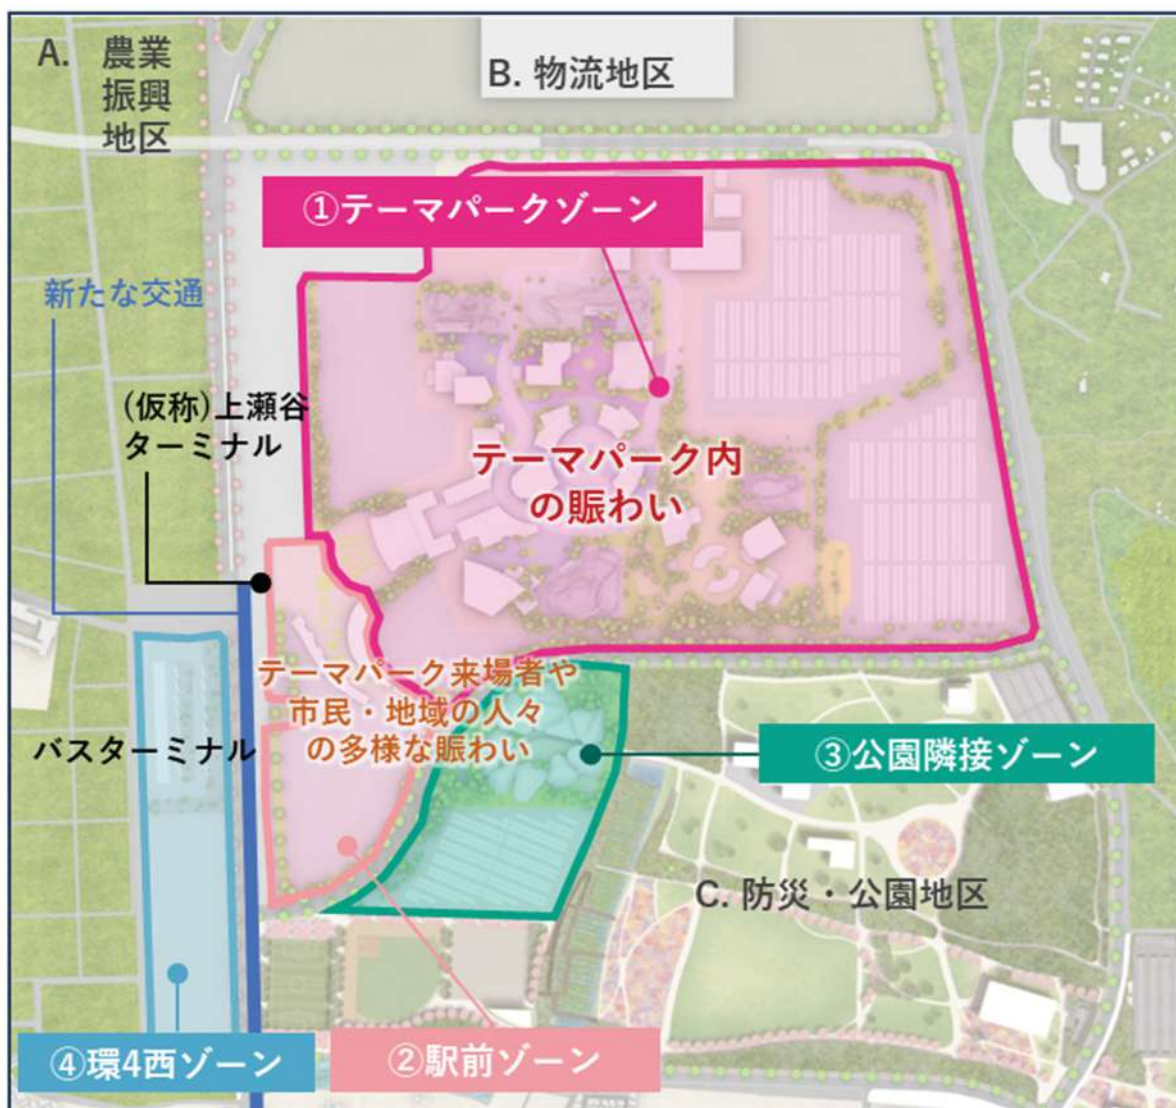 A. 農業
振興
地区
B. 物流地区
①テーマパークゾーン
新たな交通
(仮称)上瀬谷
ターミナル
テーマパーク内
の賑わい
テーマパーク来場者や
市民・地域の人々
の多様な賑わい
バスターミナル
③公園隣接ゾーン
C. 防災・公園地区
④環4西ゾーン
②駅前ゾーン